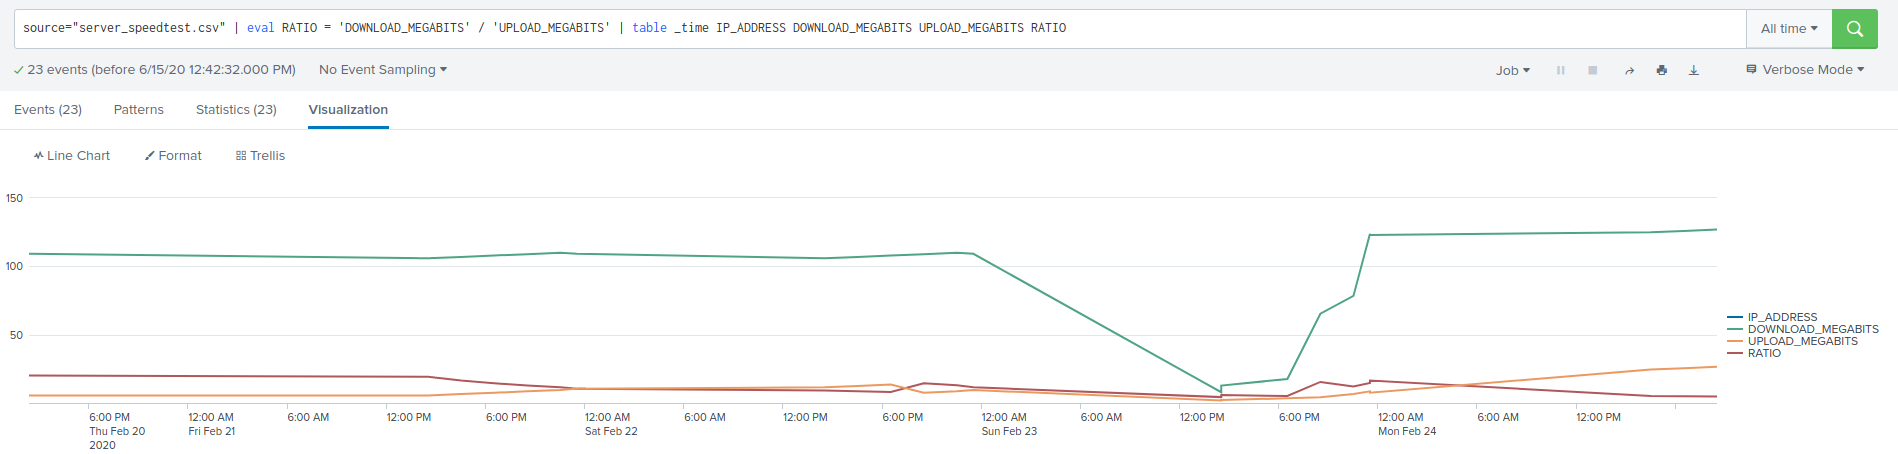 source="server_speedtest.csv" | eval RATIO = 'DOWNLOAD_MEGABITS' / 'UPLOAD_MEGABITS' | table _time IP_ADDRESS DOWNLOAD_MEGABITS UPLOAD_MEGABITS RATIO
All time
23 events (before 6/15/20 12:42:32.000 PM) No Event Sampling
Job
Verbose Mode
Events (23) Patterns Statistics (23) Visualization
Line Chart Format Trellis
150
100
50
IP_ADDRESS
DOWNLOAD_MEGABITS
UPLOAD_MEGABITS
RATIO
6:00 PM 12:00 AM 6:00 AM 12:00 PM 6:00 PM 12:00 AM 6:00 AM 12:00 PM 6:00 PM 12:00 AM 6:00 AM 12:00 PM 6:00 PM 12:00 AM 6:00 AM 12:00 PM
Thu Feb 20 Fri Feb 21 Sat Feb 22 Sun Feb 23 Mon Feb 24
2020